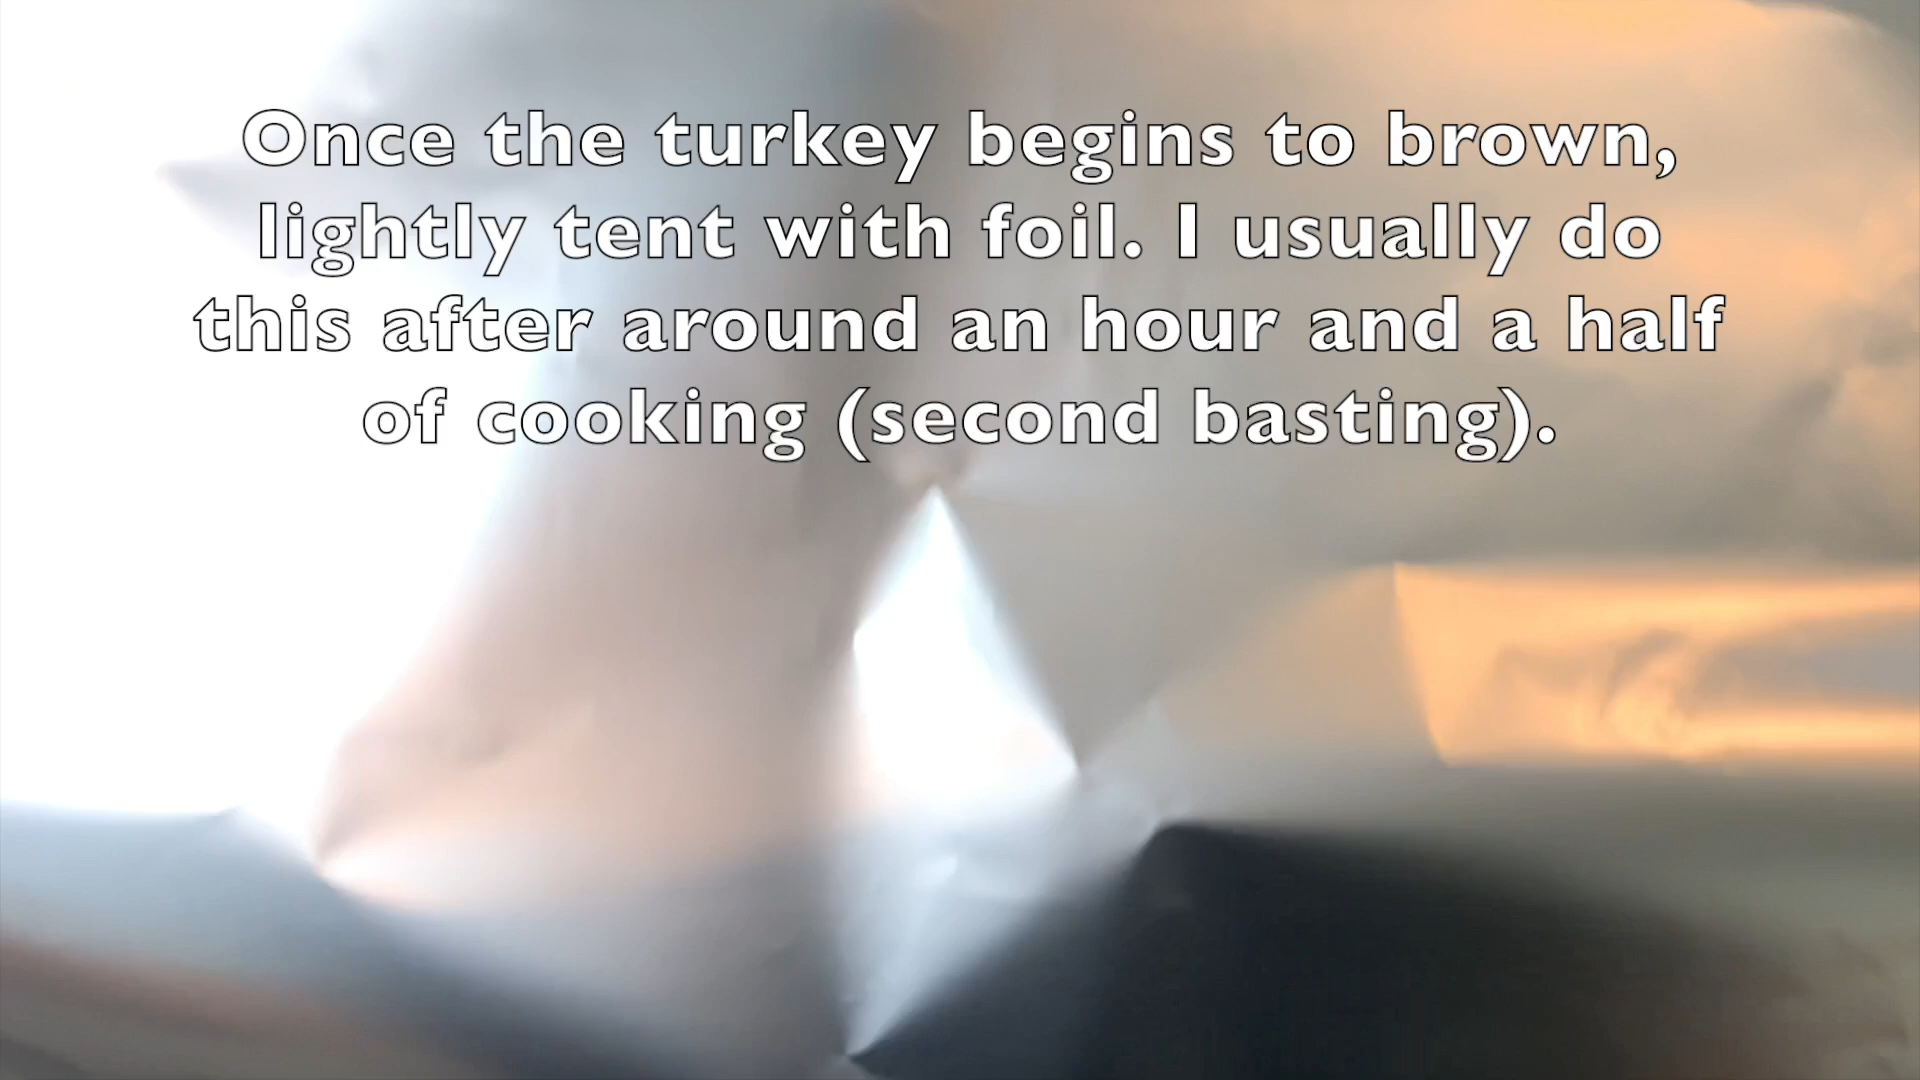 Once the turkey begins to brown,
lightly tent with foil. I usually do
this after around an hour and a half
of cooking (second basting).